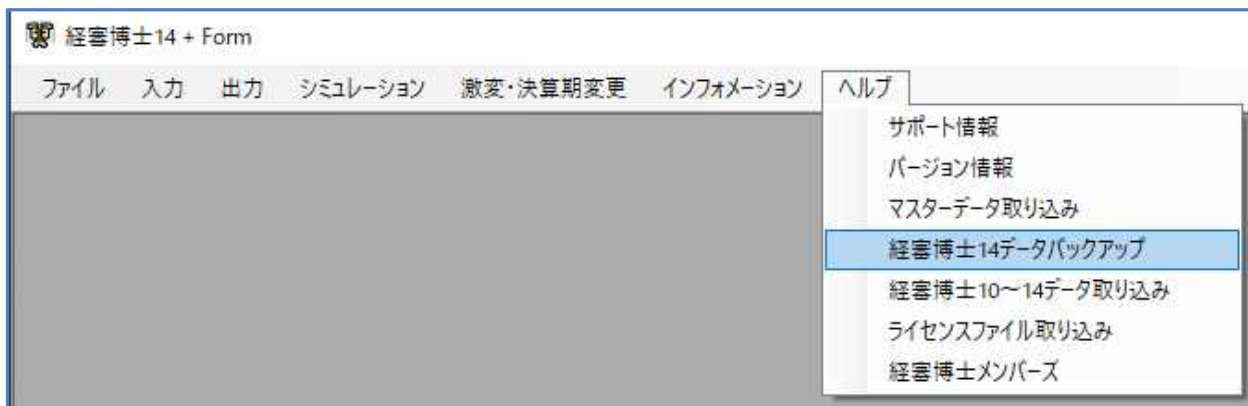 経審博士14 + Form
ファイル 入力 出力 シミュレーション 激変・決算期変更 インフォメーション ヘルプ
サポート情報
バージョン情報
マスターデータ取り込み
経審博士14データバックアップ
経審博士10～14データ取り込み
ライセンスファイル取り込み
経審博士メンバーズ